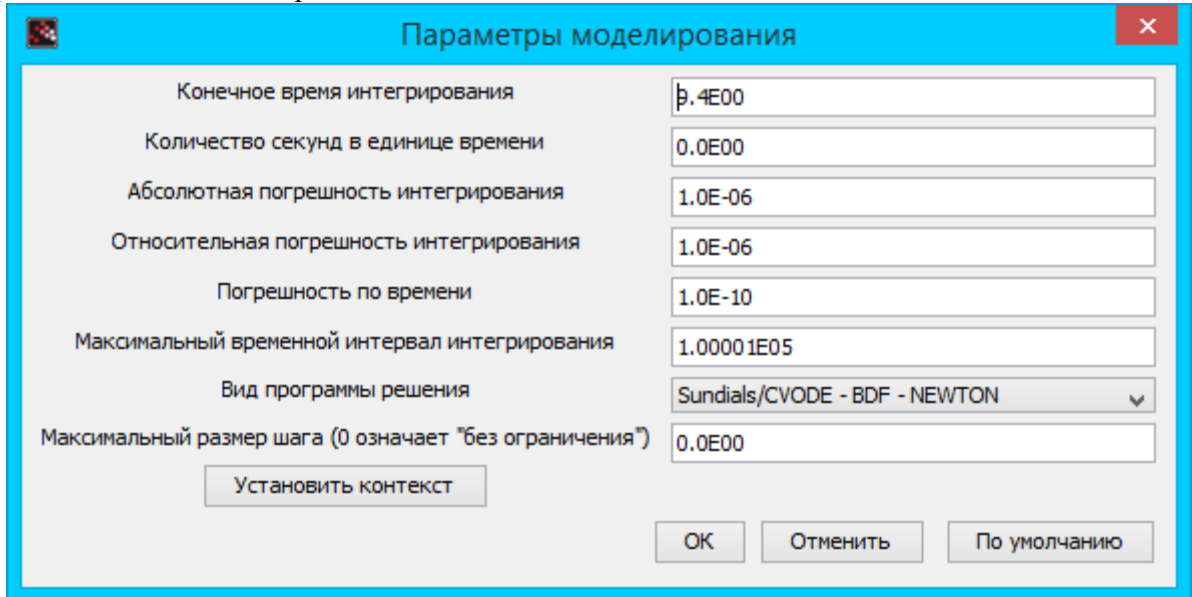 Параметры моделирования
Конечное время интегрирования 9.4E00
Количество секунд в единице времени 0.0E00
Абсолютная погрешность интегрирования 1.0E-06
Относительная погрешность интегрирования 1.0E-06
Погрешность по времени 1.0E-10
Максимальный временной интервал интегрирования 1.00001E05
Вид программы решения Sundials/CVODE - BDF - NEWTON
Максимальный размер шага (0 означает "без ограничения") 0.0E00
Установить контекст
OK Отменить По умолчанию